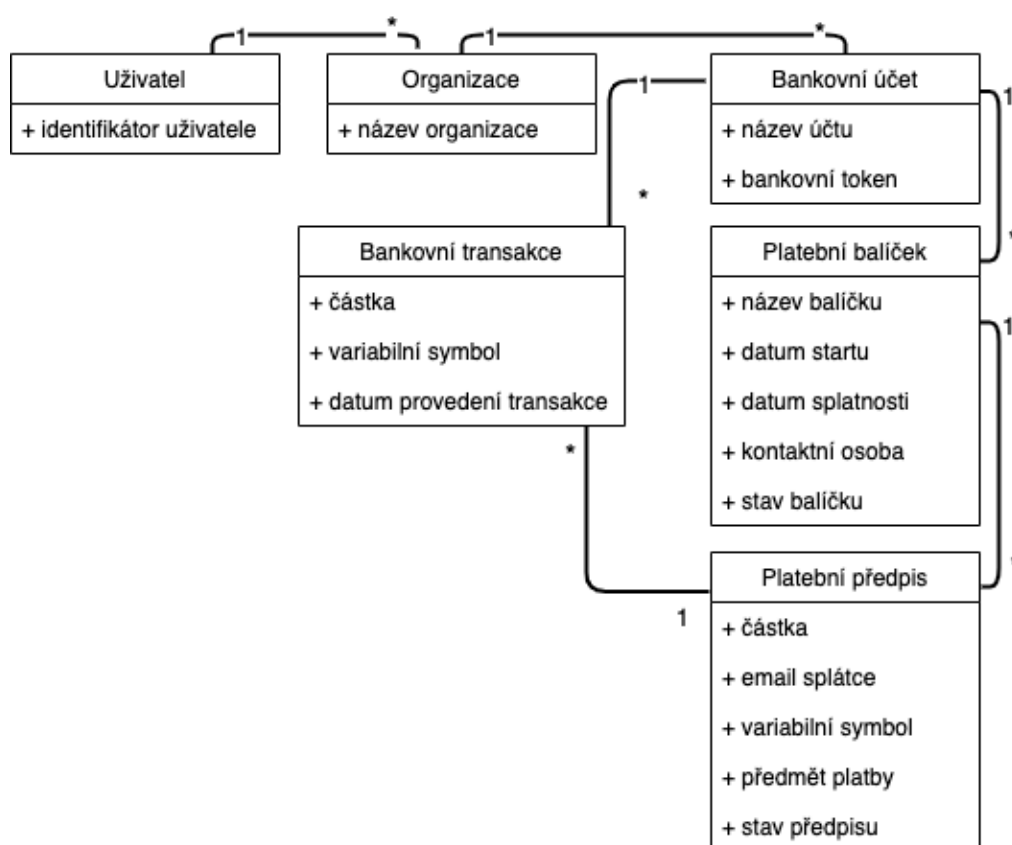 1
*
1
*
Uživatel
+ identifikátor uživatele
Organizace
+ název organizace
Bankovní účet
+ název účtu
+ bankovní token
1
1
*
*
Bankovní transakce
+ částka
+ variabilní symbol
+ datum provedení transakce
Platební balíček
+ název balíčku
+ datum startu
+ datum splatnosti
+ kontaktní osoba
+ stav balíčku
1
*
*
1
Platební předpis
+ částka
+ email splátce
+ variabilní symbol
+ předmět platby
+ stav předpisu